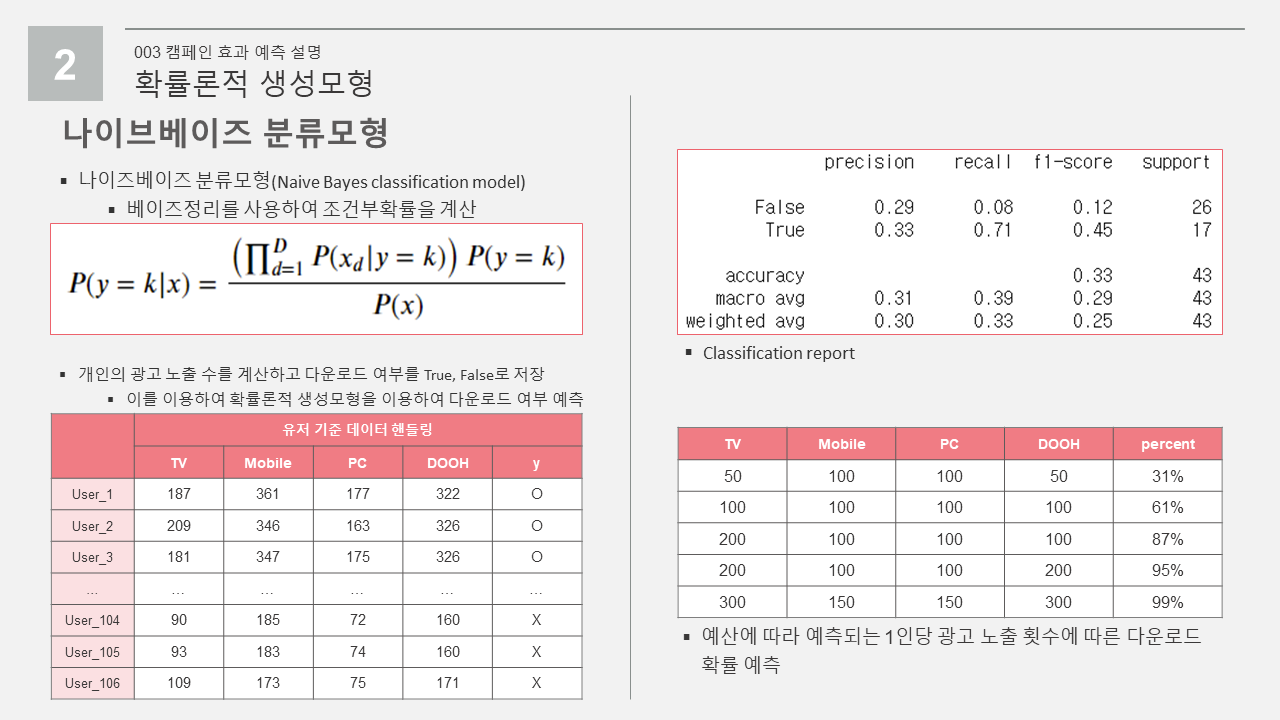 2
003 캠페인 효과 예측 설명
확률론적 생성모형
나이브베이즈 분류모형
▪ 나이즈베이즈 분류모형(Naive Bayes classification model)
▪ 베이즈정리를 사용하여 조건부확률을 계산
P(y = k|x) = (∏_{d=1}^{D} P(x_d|y = k)) P(y = k) / P(x)
▪ 개인의 광고 노출 수를 계산하고 다운로드 여부를 True, False로 저장
▪ 이를 이용하여 확률론적 생성모형을 이용하여 다운로드 여부 예측
유저 기준 데이터 핸들링
TV Mobile PC DOOH y
User_1 187 361 177 322 O
User_2 209 346 163 326 O
User_3 181 347 175 326 O
... ... ... ... ... ...
User_104 90 185 72 160 X
User_105 93 183 74 160 X
User_106 109 173 75 171 X
precision recall f1-score support
False 0.29 0.08 0.12 26
True 0.33 0.71 0.45 17
accuracy 0.33 43
macro avg 0.31 0.39 0.29 43
weighted avg 0.30 0.33 0.25 43
▪ Classification report
TV Mobile PC DOOH percent
50 100 100 50 31%
100 100 100 100 61%
200 100 100 100 87%
200 100 100 200 95%
300 150 150 300 99%
▪ 예산에 따라 예측되는 1인당 광고 노출 횟수에 따른 다운로드
확률 예측